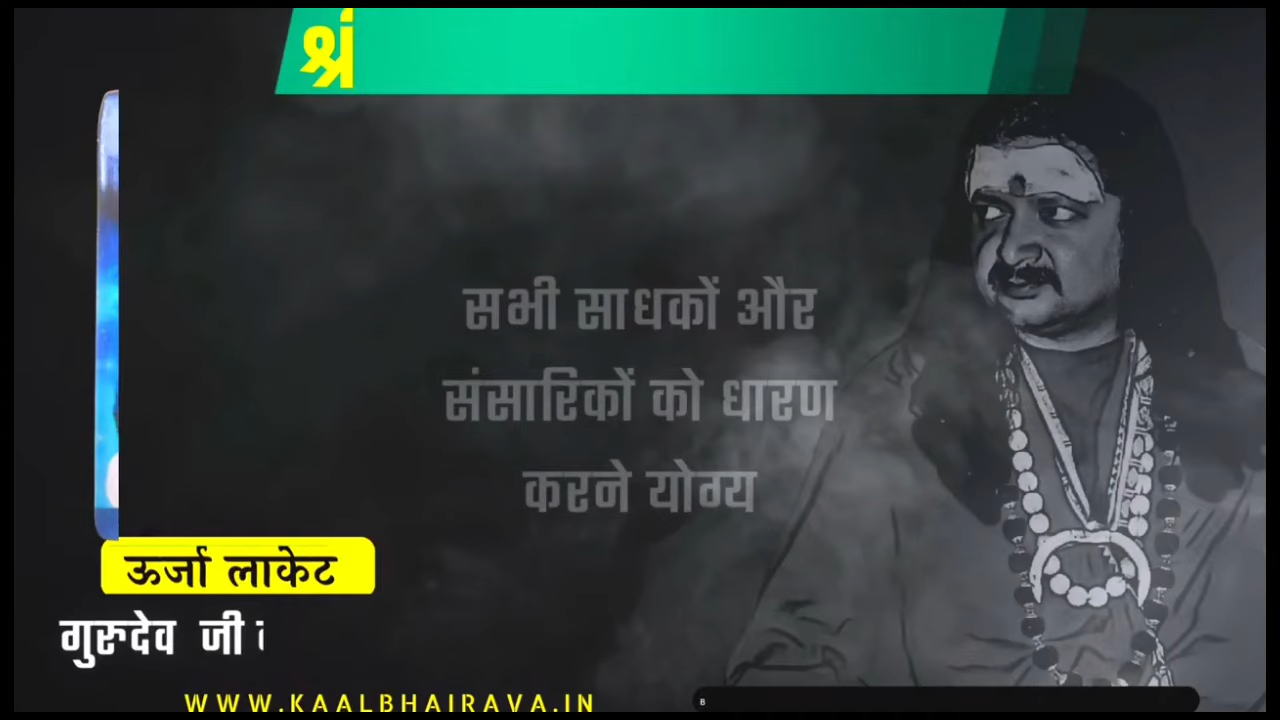 श्रं
सभी साधकों और
संसारिकों को धारण
करने योग्य
ऊर्जा लाकेट
गुरुदेव जी
WWW.KAALBHAIRAVA.IN
B